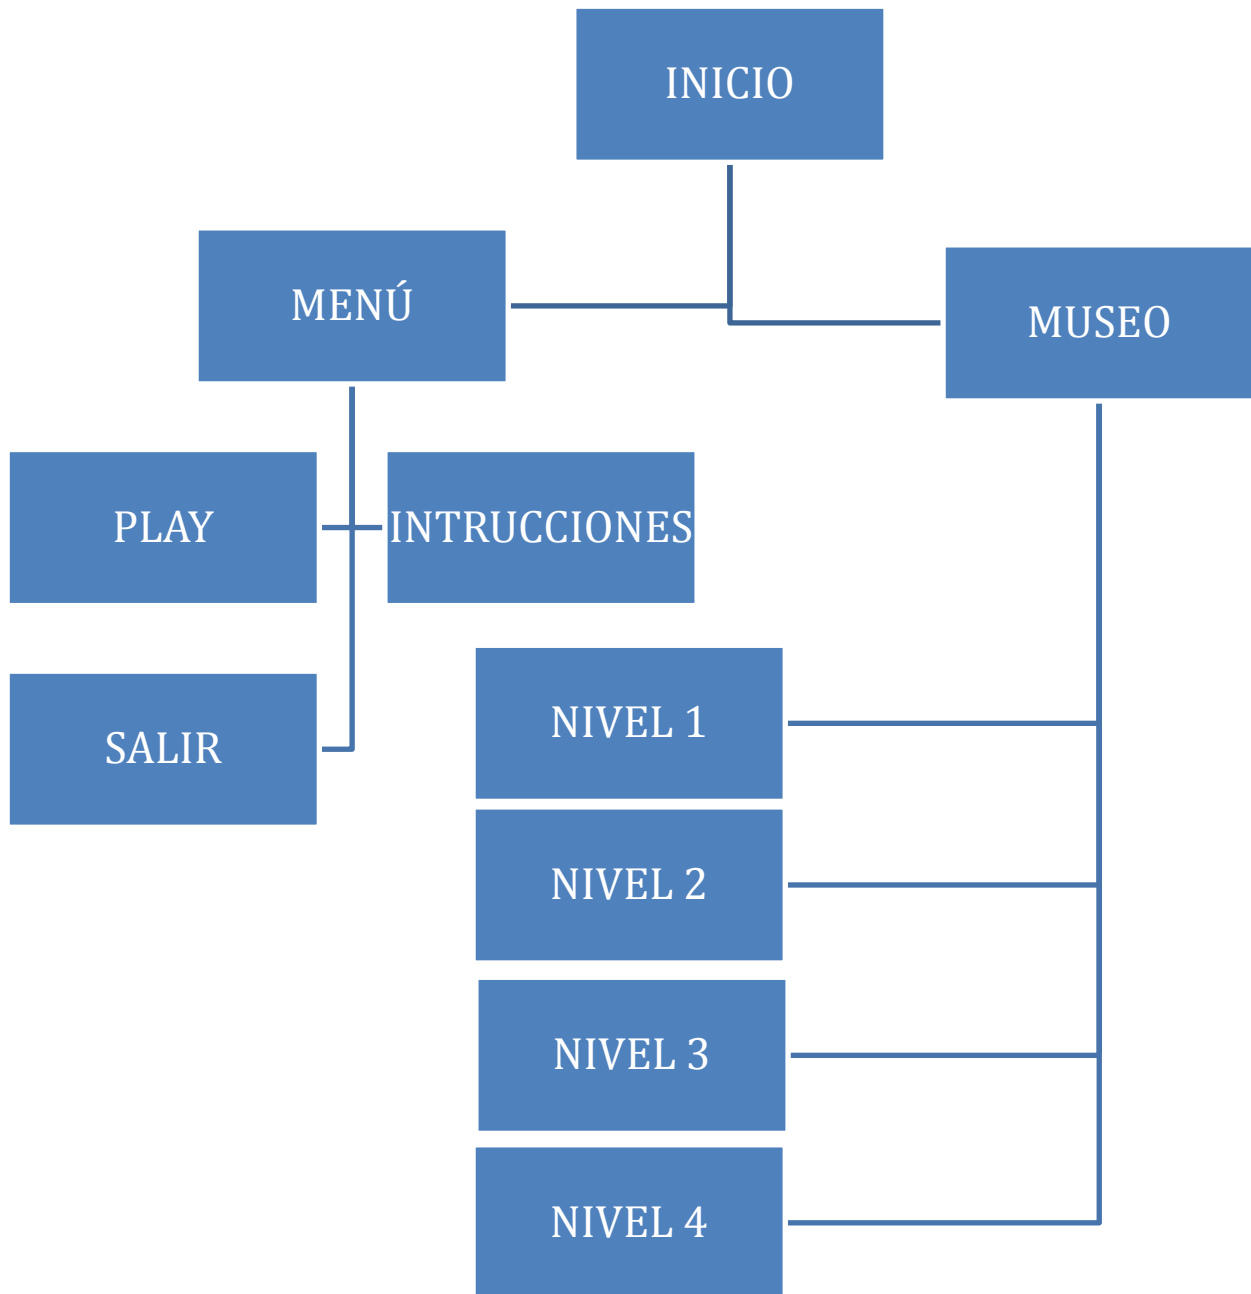 INICIO
MENÚ
MUSEO
PLAY
INTRUCCIONES
SALIR
NIVEL 1
NIVEL 2
NIVEL 3
NIVEL 4